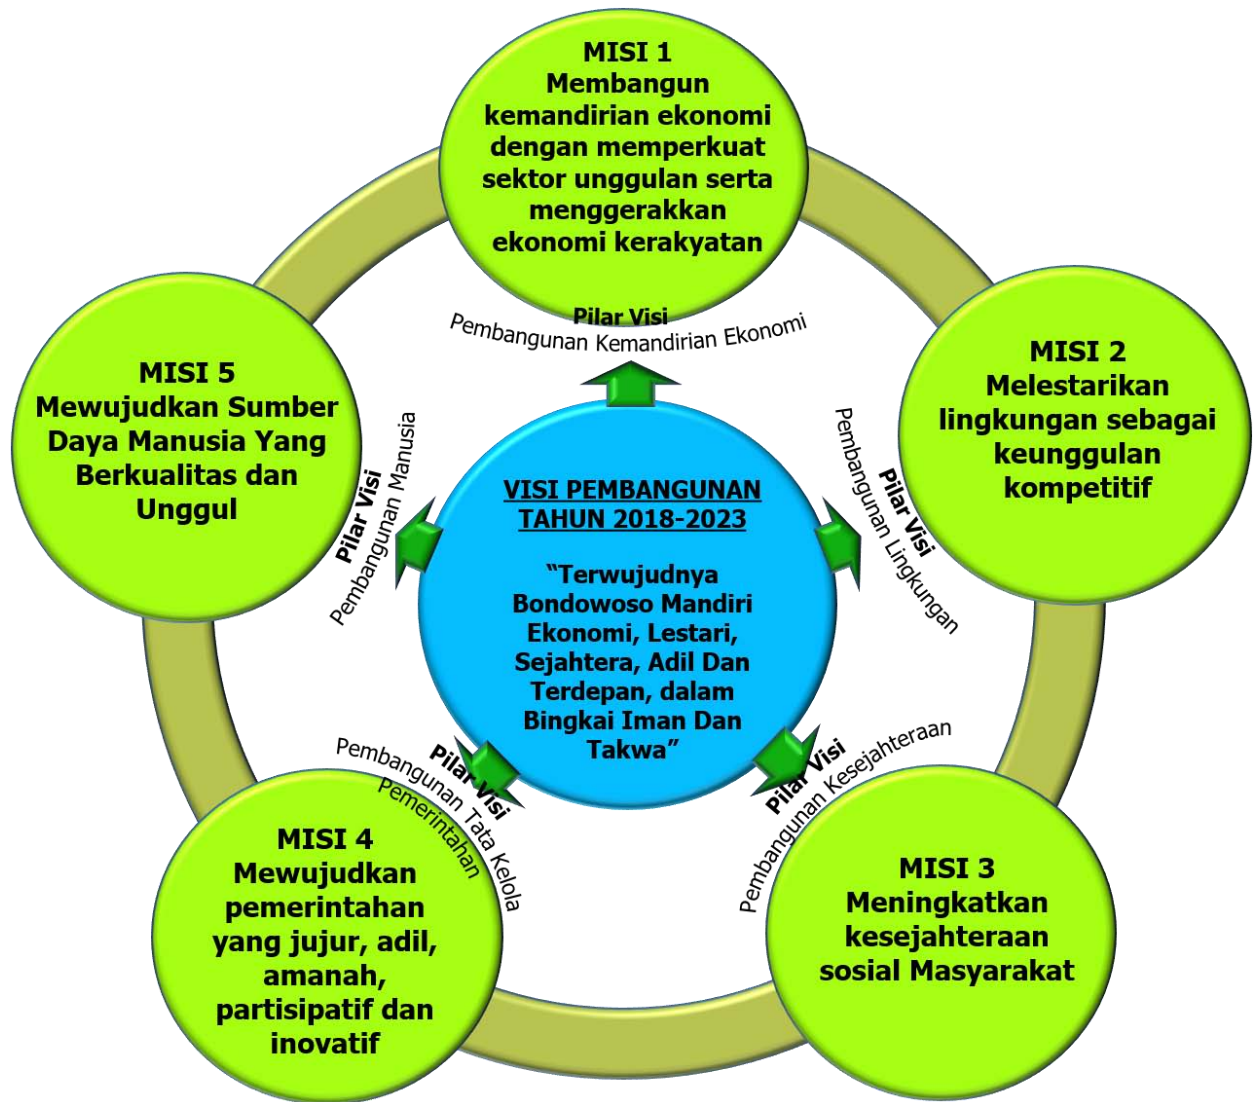 MISI 1
Membangun
kemandirian ekonomi
dengan memperkuat
sektor unggulan serta
menggerakkan
ekonomi kerakyatan
Pilar Visi
Pembangunan Kemandirian Ekonomi
MISI 2
Melestarikan
lingkungan sebagai
keunggulan
kompetitif
Pilar Visi
Pembangunan Lingkungan
MISI 5
Mewujudkan Sumber
Daya Manusia Yang
Berkualitas dan
Unggul
Pilar Visi
Pembangunan Manusia
VISI PEMBANGUNAN
TAHUN 2018-2023
“Terwujudnya
Bondowoso Mandiri
Ekonomi, Lestari,
Sejahtera, Adil Dan
Terdepan, dalam
Bingkai Iman Dan
Takwa”
Pilar Visi
Pembangunan Tata Kelola
Pemerintahan
MISI 4
Mewujudkan
pemerintahan
yang jujur, adil,
amanah,
partisipatif dan
inovatif
Pilar Visi
Pembangunan Kesejahteraan
MISI 3
Meningkatkan
kesejahteraan
sosial Masyarakat